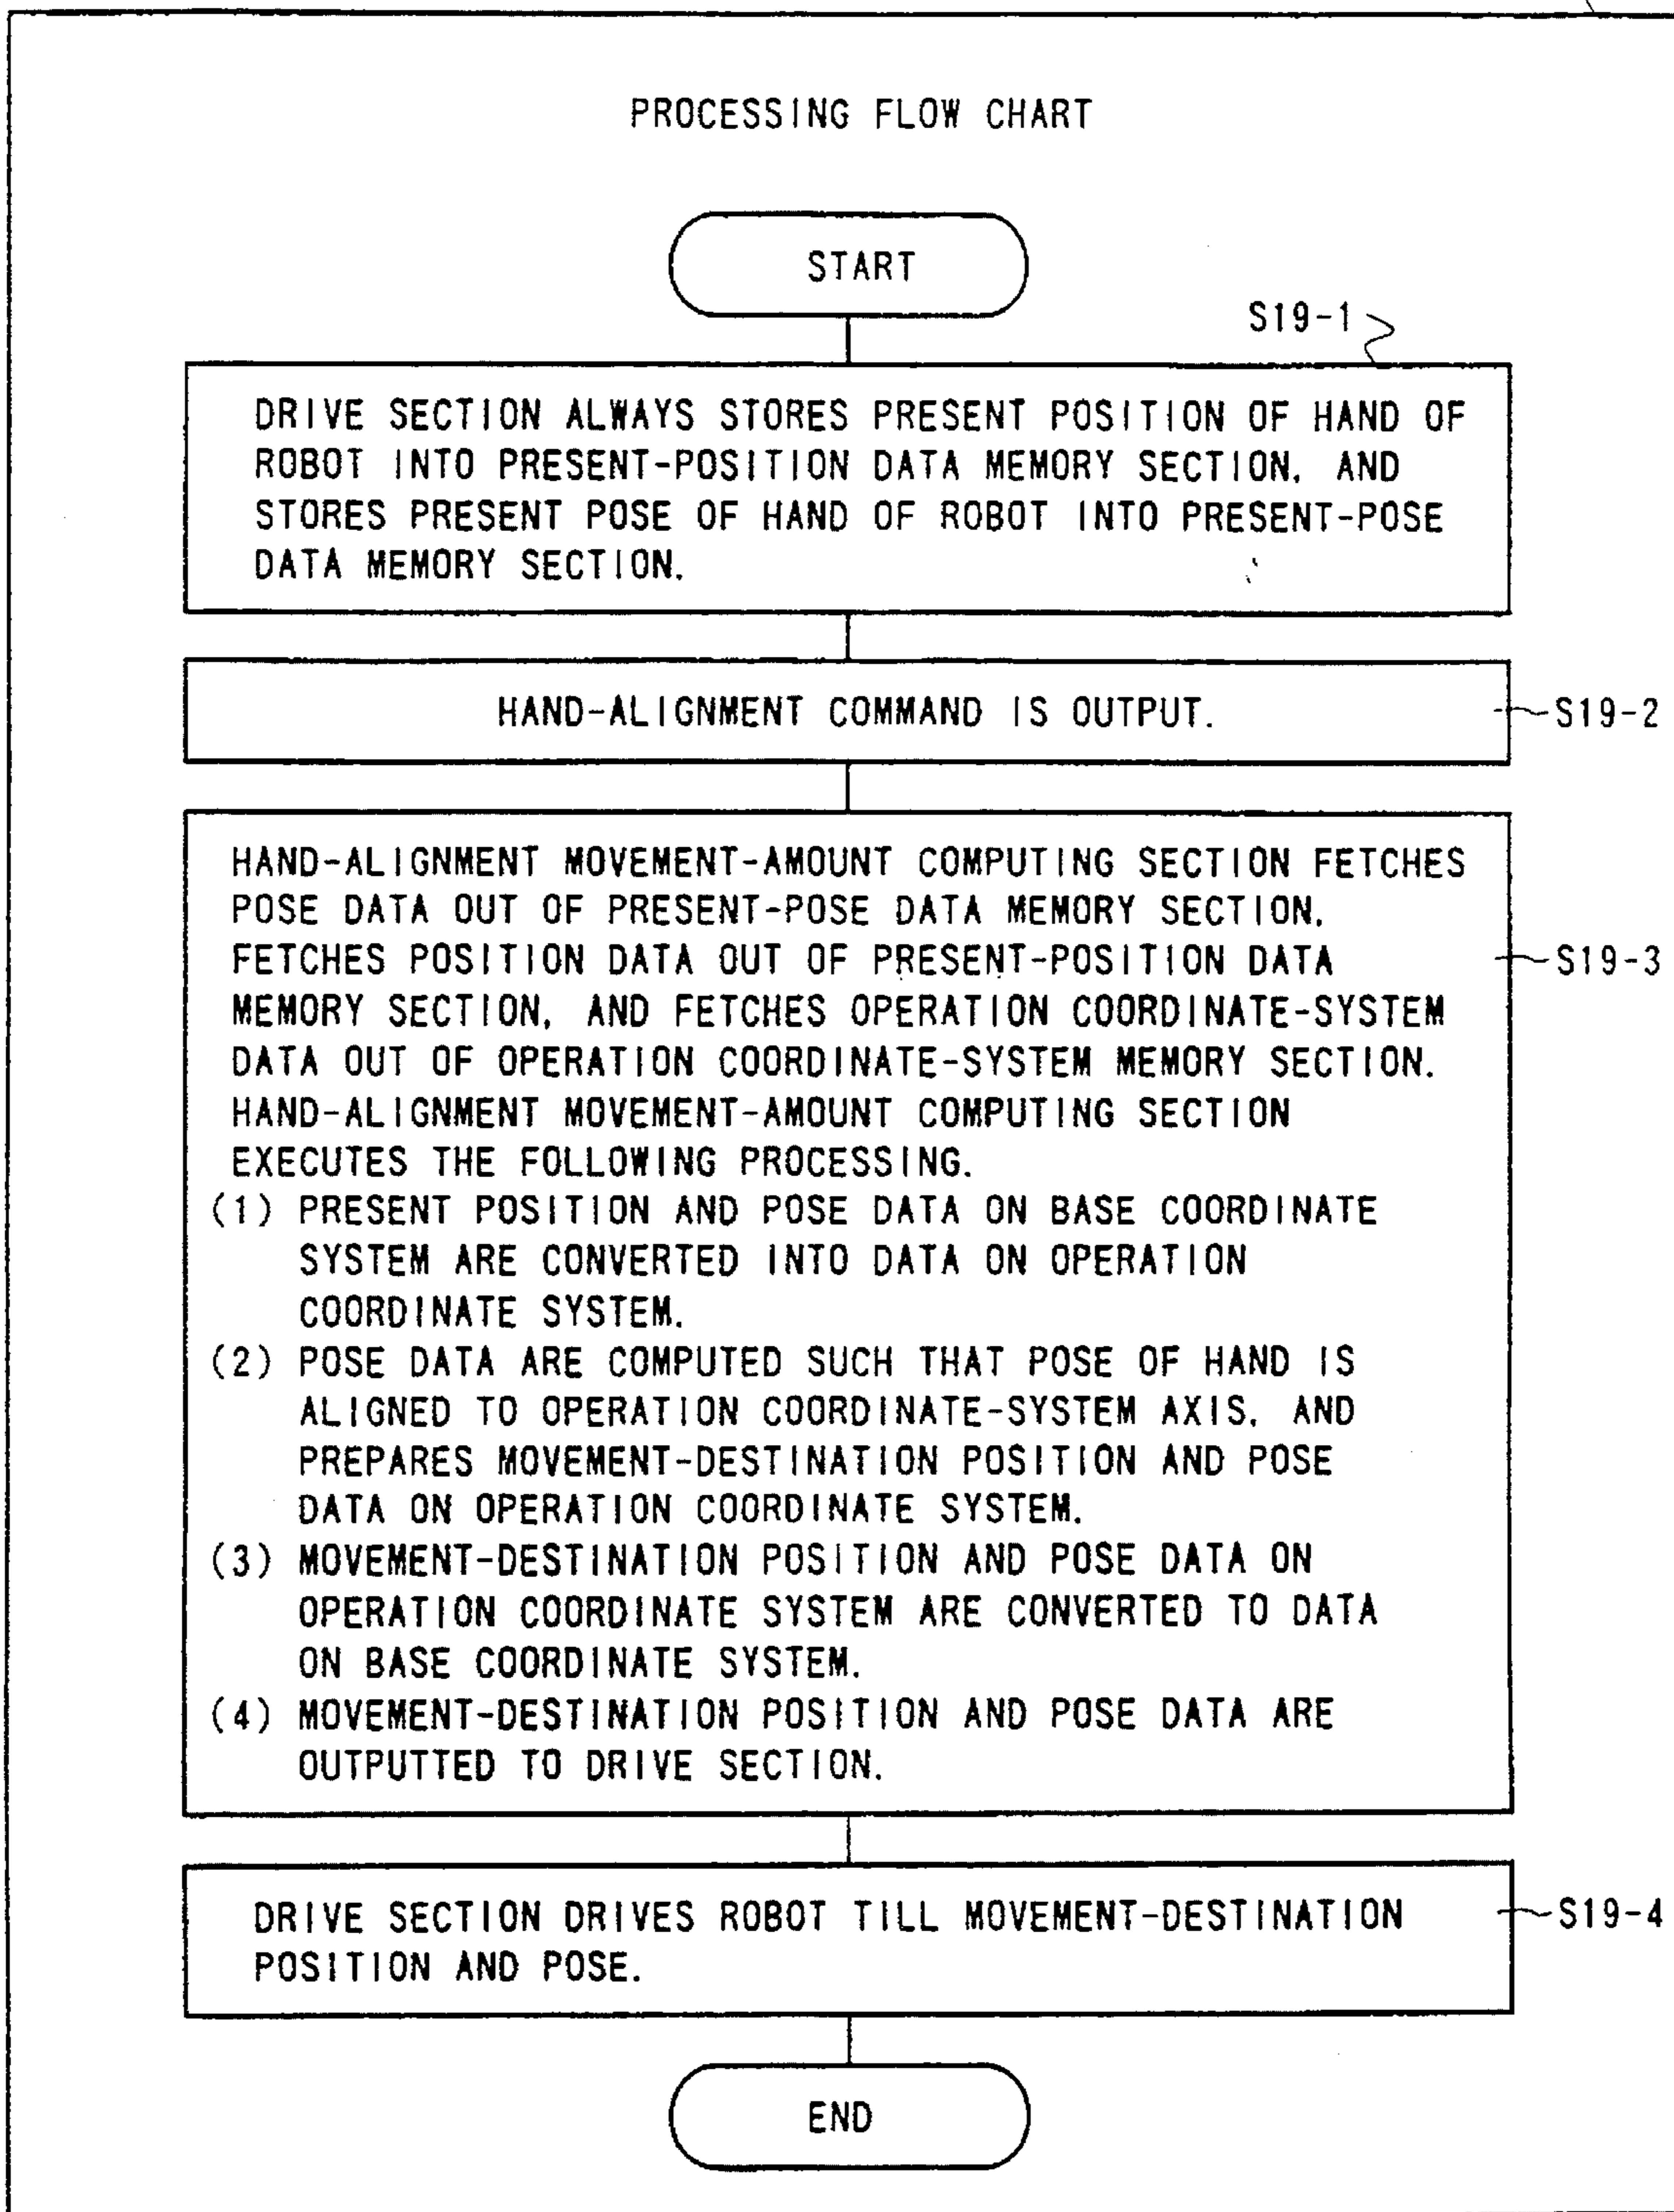 PROCESSING FLOW CHART
START
S19-1
DRIVE SECTION ALWAYS STORES PRESENT POSITION OF HAND OF
ROBOT INTO PRESENT-POSITION DATA MEMORY SECTION, AND
STORES PRESENT POSE OF HAND OF ROBOT INTO PRESENT-POSE
DATA MEMORY SECTION.
HAND-ALIGNMENT COMMAND IS OUTPUT.
S19-2
HAND-ALIGNMENT MOVEMENT-AMOUNT COMPUTING SECTION FETCHES
POSE DATA OUT OF PRESENT-POSE DATA MEMORY SECTION,
FETCHES POSITION DATA OUT OF PRESENT-POSITION DATA
S19-3
MEMORY SECTION, AND FETCHES OPERATION COORDINATE-SYSTEM
DATA OUT OF OPERATION COORDINATE-SYSTEM MEMORY SECTION.
HAND-ALIGNMENT MOVEMENT-AMOUNT COMPUTING SECTION
EXECUTES THE FOLLOWING PROCESSING.
(1) PRESENT POSITION AND POSE DATA ON BASE COORDINATE
SYSTEM ARE CONVERTED INTO DATA ON OPERATION
COORDINATE SYSTEM.
(2) POSE DATA ARE COMPUTED SUCH THAT POSE OF HAND IS
ALIGNED TO OPERATION COORDINATE-SYSTEM AXIS, AND
PREPARES MOVEMENT-DESTINATION POSITION AND POSE
DATA ON OPERATION COORDINATE SYSTEM.
(3) MOVEMENT-DESTINATION POSITION AND POSE DATA ON
OPERATION COORDINATE SYSTEM ARE CONVERTED TO DATA
ON BASE COORDINATE SYSTEM.
(4) MOVEMENT-DESTINATION POSITION AND POSE DATA ARE
OUTPUTTED TO DRIVE SECTION.
DRIVE SECTION DRIVES ROBOT TILL MOVEMENT-DESTINATION
S19-4
POSITION AND POSE.
END